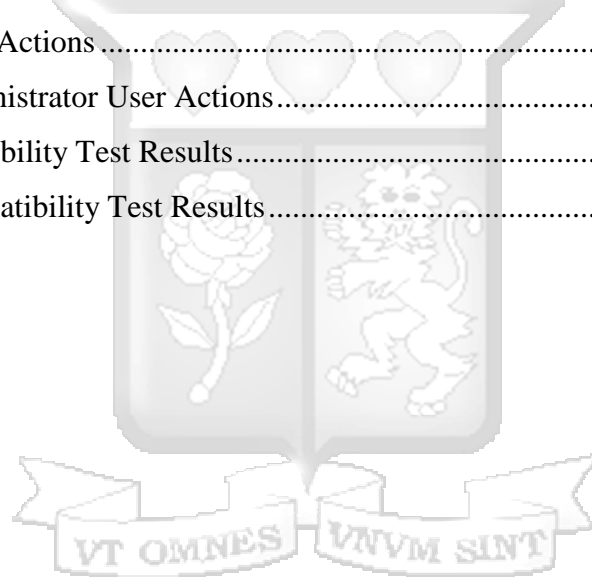 Actions ........................................................................
nistrator User Actions ..................................................
bility Test Results .......................................................
atibility Test Results ...................................................
VT OMNES VNVM SINT